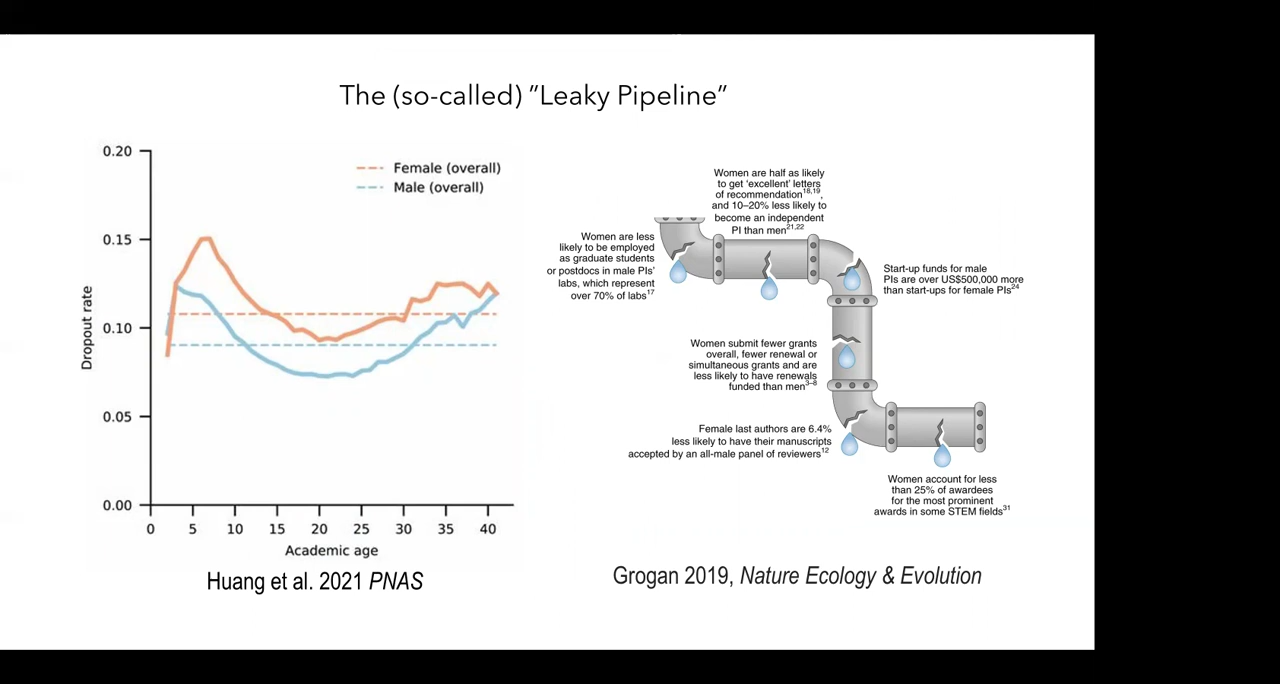 The (so-called) ”Leaky Pipeline”
0.20
0.15
0.10
0.05
0.00
Dropout rate
Female (overall)
Male (overall)
0 5 10 15 20 25 30 35 40
Academic age
Huang et al. 2021 PNAS
Women are half as likely
to get ‘excellent’ letters
of recommendation18,19,
and 10–20% less likely to
become an independent
PI than men21,22
Women are less
likely to be employed
as graduate students
or postdocs in male PIs’
labs, which represent
over 70% of labs17
Start-up funds for male
PIs are over US$500,000 more
than start-ups for female PIs24
Women submit fewer grants
overall, fewer renewal or
simultaneous grants and are
less likely to have renewals
funded than men3–8
Female last authors are 6.4%
less likely to have their manuscripts
accepted by an all-male panel of reviewers12
Women account for less
than 25% of awardees
for the most prominent
awards in some STEM fields31
Grogan 2019, Nature Ecology & Evolution